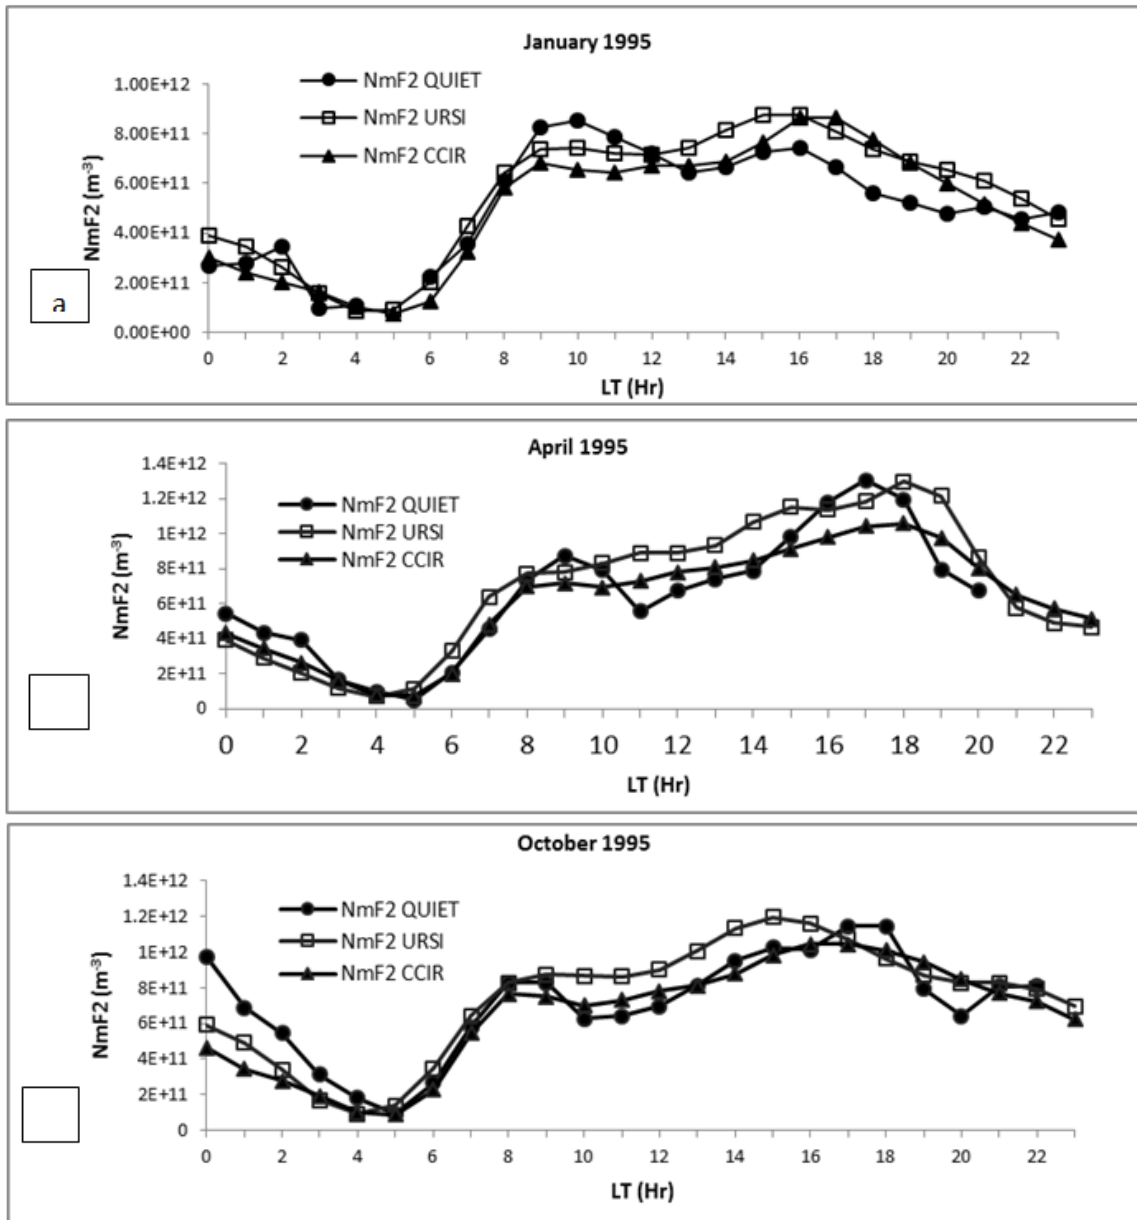 January 1995
NmF2 QUIET
NmF2 URSI
NmF2 CCIR
NmF2 (m-3)
1.00E+12
8.00E+11
6.00E+11
4.00E+11
2.00E+11
0.00E+00
0 2 4 6 8 10 12 14 16 18 20 22
LT (Hr)
a
April 1995
NmF2 QUIET
NmF2 URSI
NmF2 CCIR
NmF2 (m-3)
1.4E+12
1.2E+12
1E+12
8E+11
6E+11
4E+11
2E+11
0
0 2 4 6 8 10 12 14 16 18 20 22
LT (Hr)
October 1995
NmF2 QUIET
NmF2 URSI
NmF2 CCIR
NmF2 (m-3)
1.4E+12
1.2E+12
1E+12
8E+11
6E+11
4E+11
2E+11
0
0 2 4 6 8 10 12 14 16 18 20 22
LT (Hr)